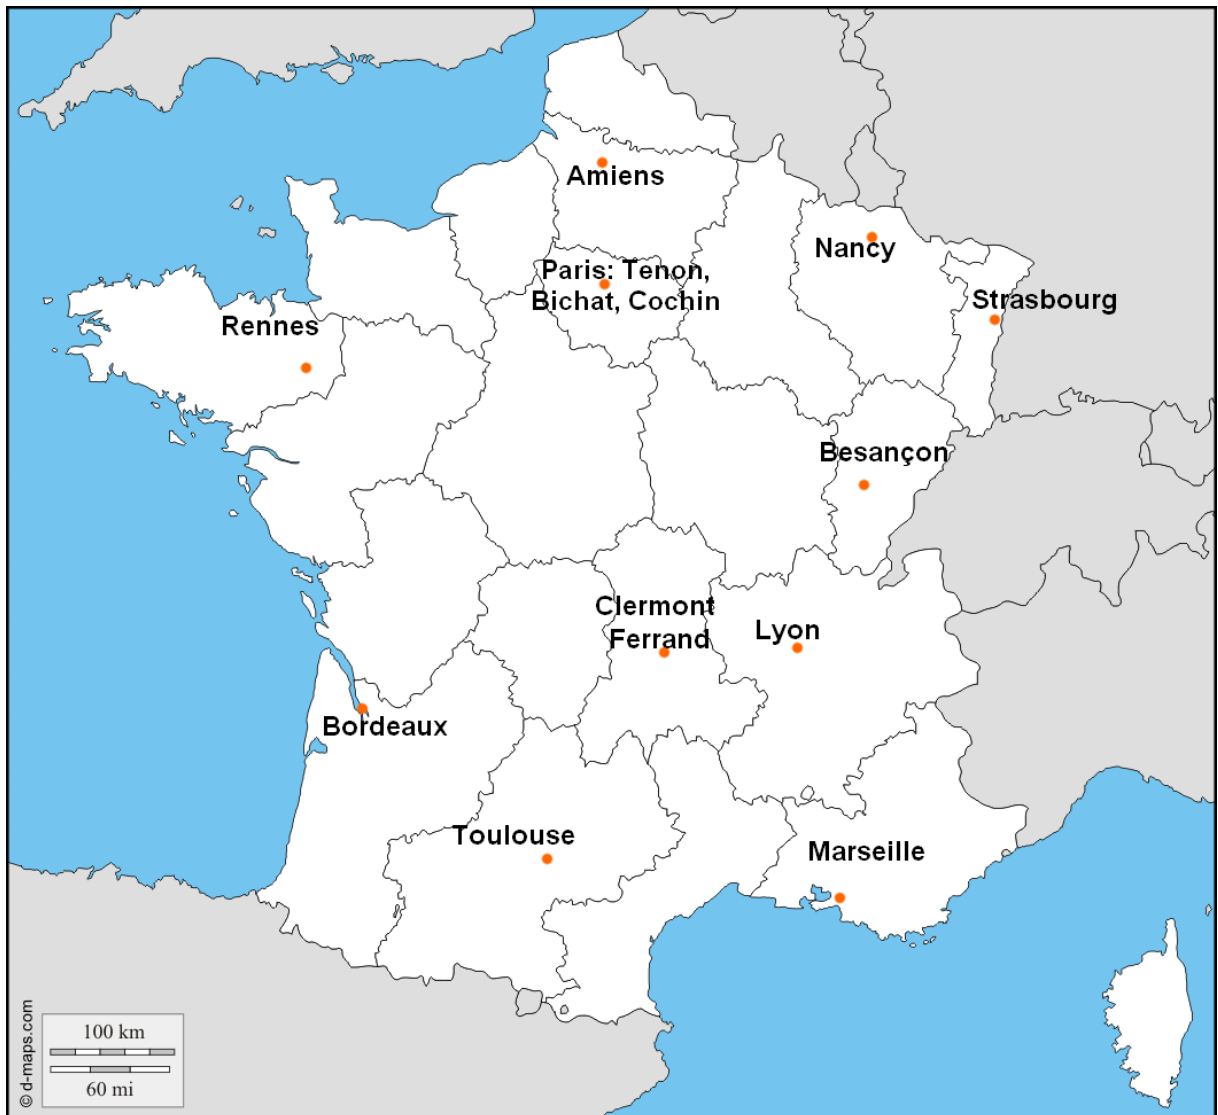 Amiens
Nancy
Paris: Tenon,
Bichat, Cochin
Strasbourg
Rennes
Besançon
Clermont
Ferrand
Lyon
Bordeaux
Toulouse
Marseille
© d-maps.com
100 km
60 mi